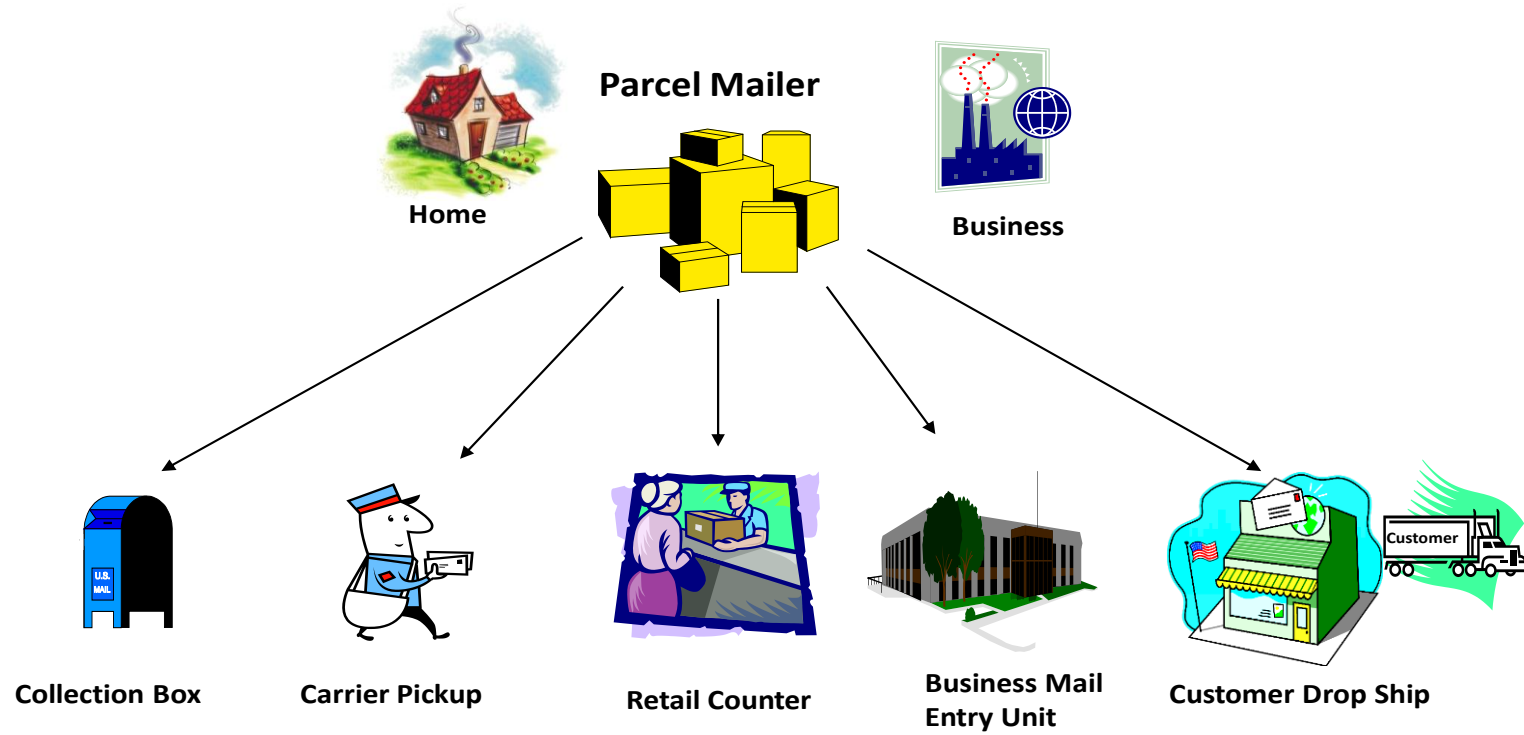 Parcel Mailer
Home
Business
U.S.
MAIL
Customer
Collection Box
Carrier Pickup
Retail Counter
Business Mail
Entry Unit
Customer Drop Ship